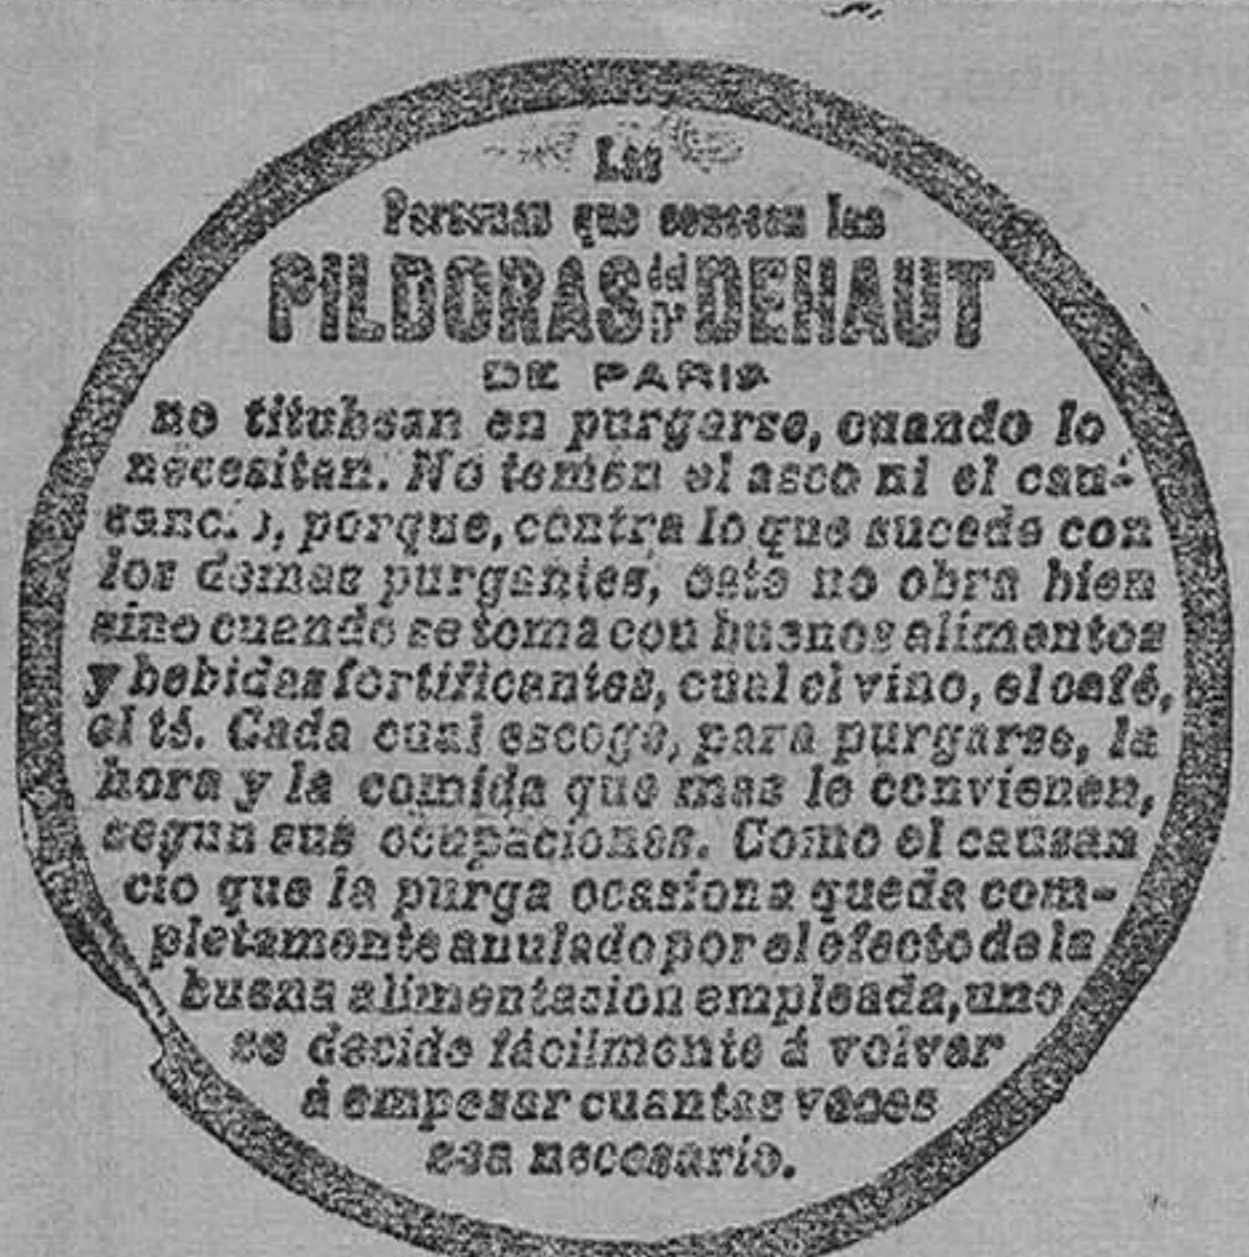 Las
Personas que conocen las
PILDORAS del Dr DEHAUT
DE PARIS
no titubean en purgarse, cuando lo
necesitan. No temen el asco ni el cau-
sanc. ), porque, contra lo que sucede con
los demas purgantes, este no obra bien
sino cuando se toma con buenos alimentos
y bebidas fortificantes, cual el vino, el café,
el té. Cada cual escoge, para purgarse, la
hora y la comida que mas le convienen,
segun sus ocupaciones. Como el causan
cio que la purga ocasiona queda com-
pletamente anulado por el efecto de la
buena alimentacion empleada, uno
se decide fácilmente á volver
á empezar cuantas veces
sea necesario.